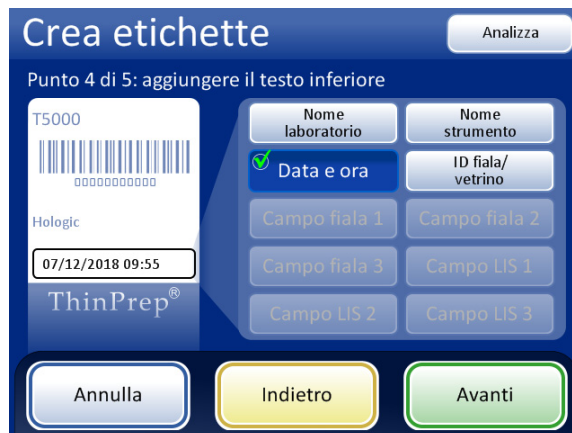 Crea etichette
Analizza
Punto 4 di 5: aggiungere il testo inferiore
T5000
00000000000
Hologic
07/12/2018 09:55
ThinPrep®
Nome laboratorio
Nome strumento
Data e ora
ID fiala/ vetrino
Campo fiala 1
Campo fiala 2
Campo fiala 3
Campo LIS 1
Campo LIS 2
Campo LIS 3
Annulla
Indietro
Avanti